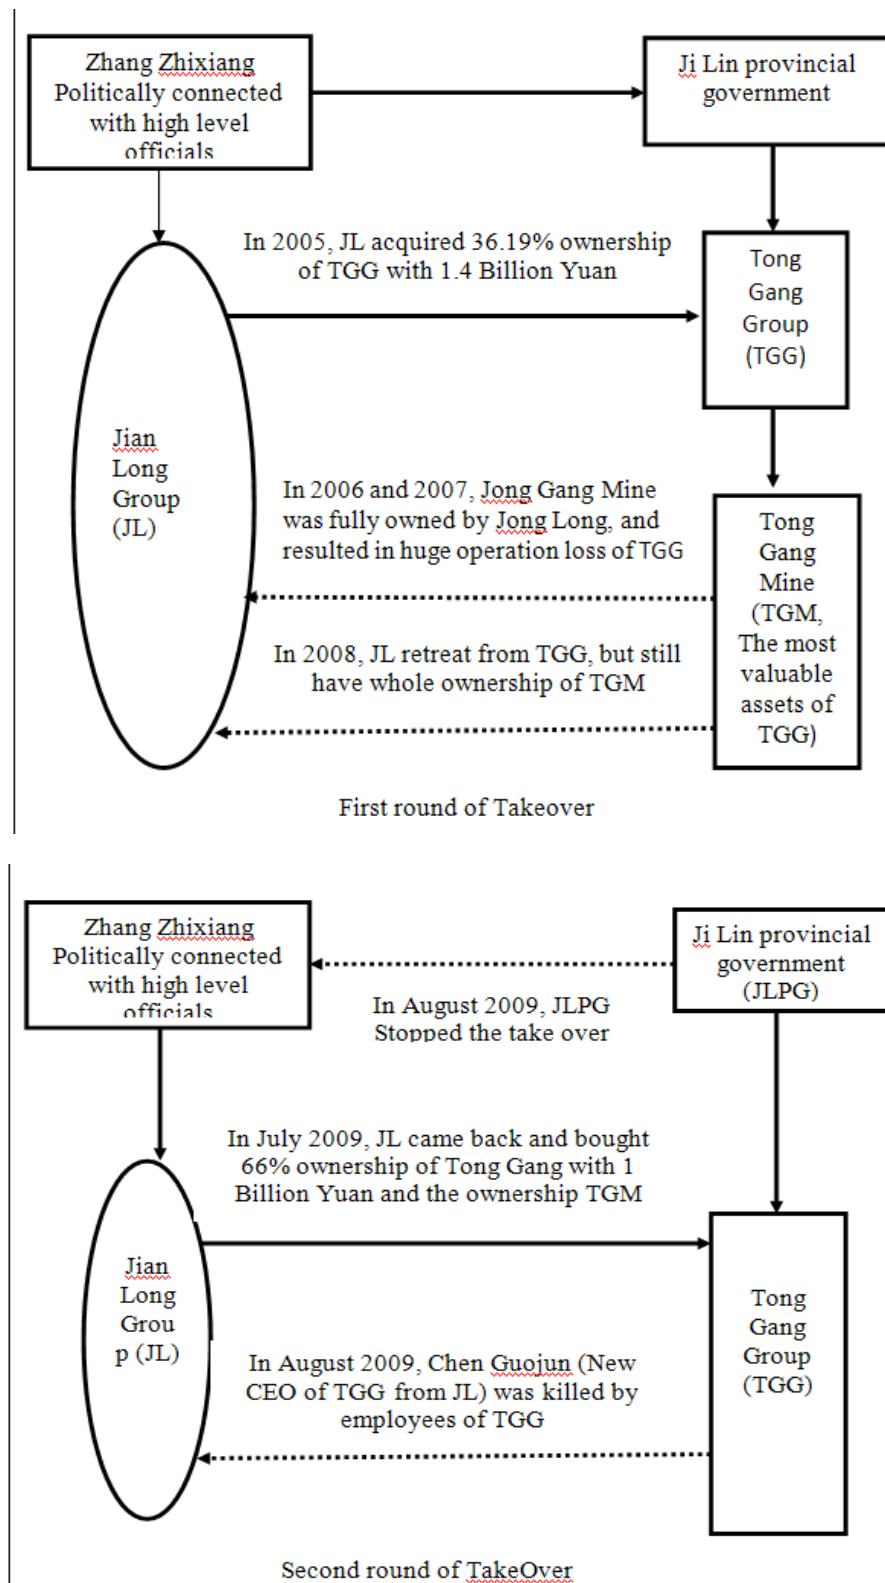 Zhang Zhixiang
Politically connected
with high level
officials
Ji Lin provincial
government
In 2005, JL acquired 36.19% ownership
of TGG with 1.4 Billion Yuan
Tong
Gang
Group
(TGG)
Jian
Long
Group
(JL)
In 2006 and 2007, Jong Gang Mine
was fully owned by Jong Long, and
resulted in huge operation loss of TGG
In 2008, JL retreat from TGG, but still
have whole ownership of TGM
Tong
Gang
Mine
(TGM,
The most
valuable
assets of
TGG)
First round of Takeover
Zhang Zhixiang
Politically connected
with high level
officials
Ji Lin provincial
government
(JLPG)
In August 2009, JLPG
Stopped the take over
In July 2009, JL came back and bought
66% ownership of Tong Gang with 1
Billion Yuan and the ownership TGM
Jian
Long
Grou
p (JL)
Tong
Gang
Group
(TGG)
In August 2009, Chen Guojun (New
CEO of TGG from JL) was killed by
employees of TGG
Second round of TakeOver